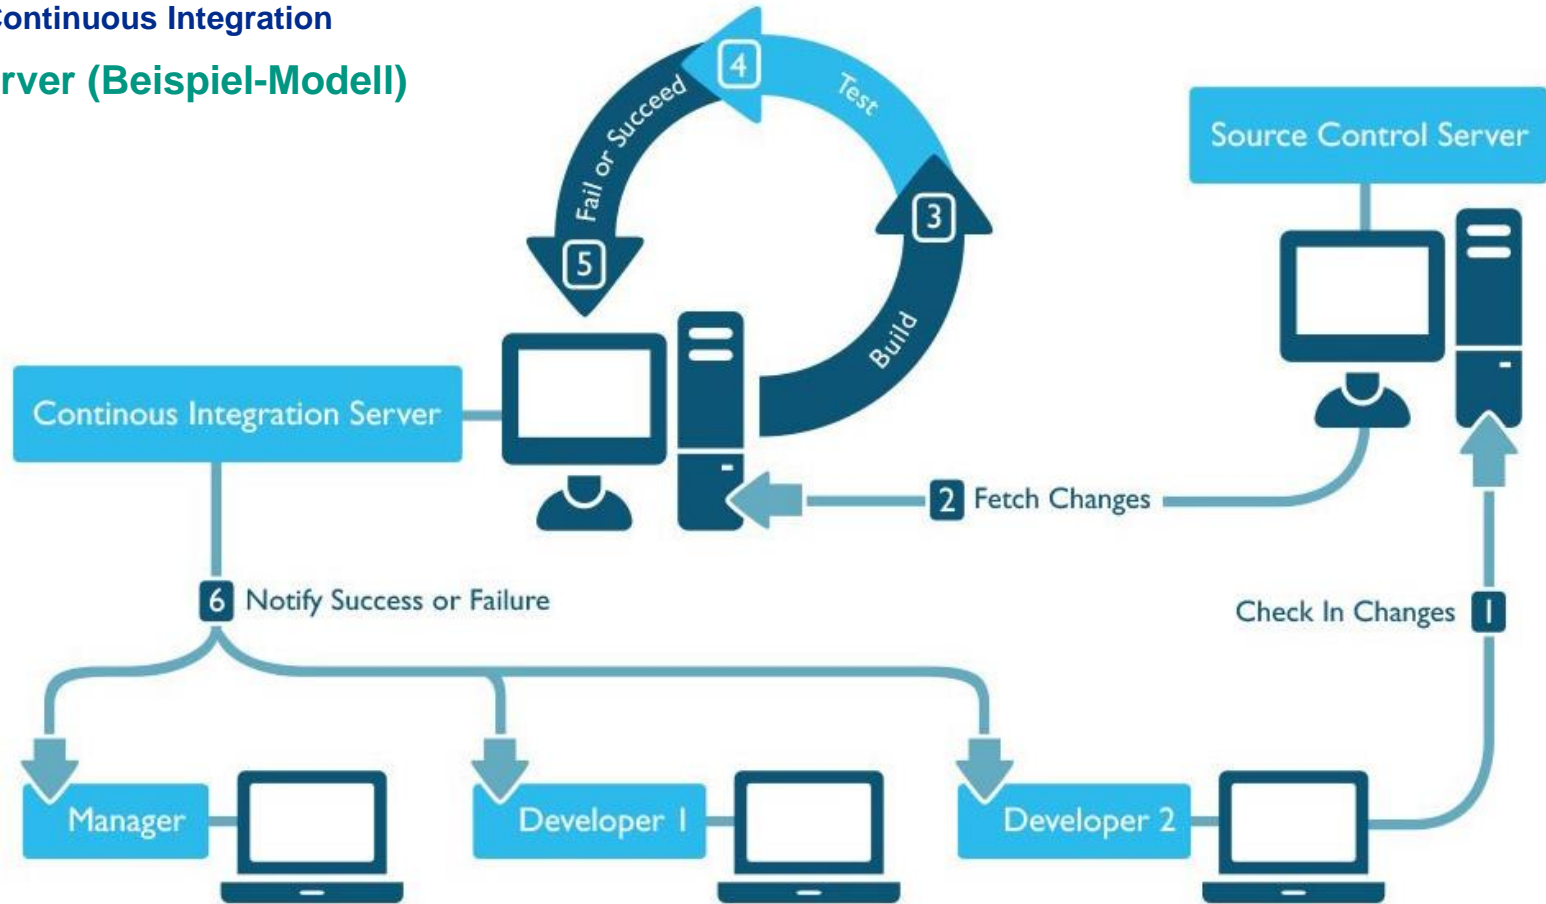 Continuous Integration
rver (Beispiel-Modell)
4
Test
Fail or Succeed
3
5
Build
Source Control Server
Continous Integration Server
2 Fetch Changes
6 Notify Success or Failure
Check In Changes 1
Manager
Developer 1
Developer 2